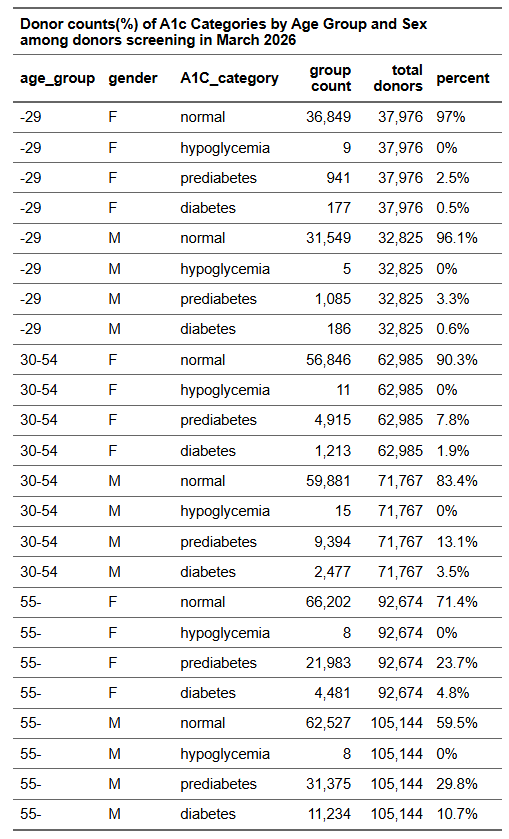 Donor counts(%) of A1c Categories by Age Group and Sex
among donors screening in March 2026
age_group gender A1C_category group count total donors percent
-29 F normal 36,849 37,976 97%
-29 F hypoglycemia 9 37,976 0%
-29 F prediabetes 941 37,976 2.5%
-29 F diabetes 177 37,976 0.5%
-29 M normal 31,549 32,825 96.1%
-29 M hypoglycemia 5 32,825 0%
-29 M prediabetes 1,085 32,825 3.3%
-29 M diabetes 186 32,825 0.6%
30-54 F normal 56,846 62,985 90.3%
30-54 F hypoglycemia 11 62,985 0%
30-54 F prediabetes 4,915 62,985 7.8%
30-54 F diabetes 1,213 62,985 1.9%
30-54 M normal 59,881 71,767 83.4%
30-54 M hypoglycemia 15 71,767 0%
30-54 M prediabetes 9,394 71,767 13.1%
30-54 M diabetes 2,477 71,767 3.5%
55- F normal 66,202 92,674 71.4%
55- F hypoglycemia 8 92,674 0%
55- F prediabetes 21,983 92,674 23.7%
55- F diabetes 4,481 92,674 4.8%
55- M normal 62,527 105,144 59.5%
55- M hypoglycemia 8 105,144 0%
55- M prediabetes 31,375 105,144 29.8%
55- M diabetes 11,234 105,144 10.7%